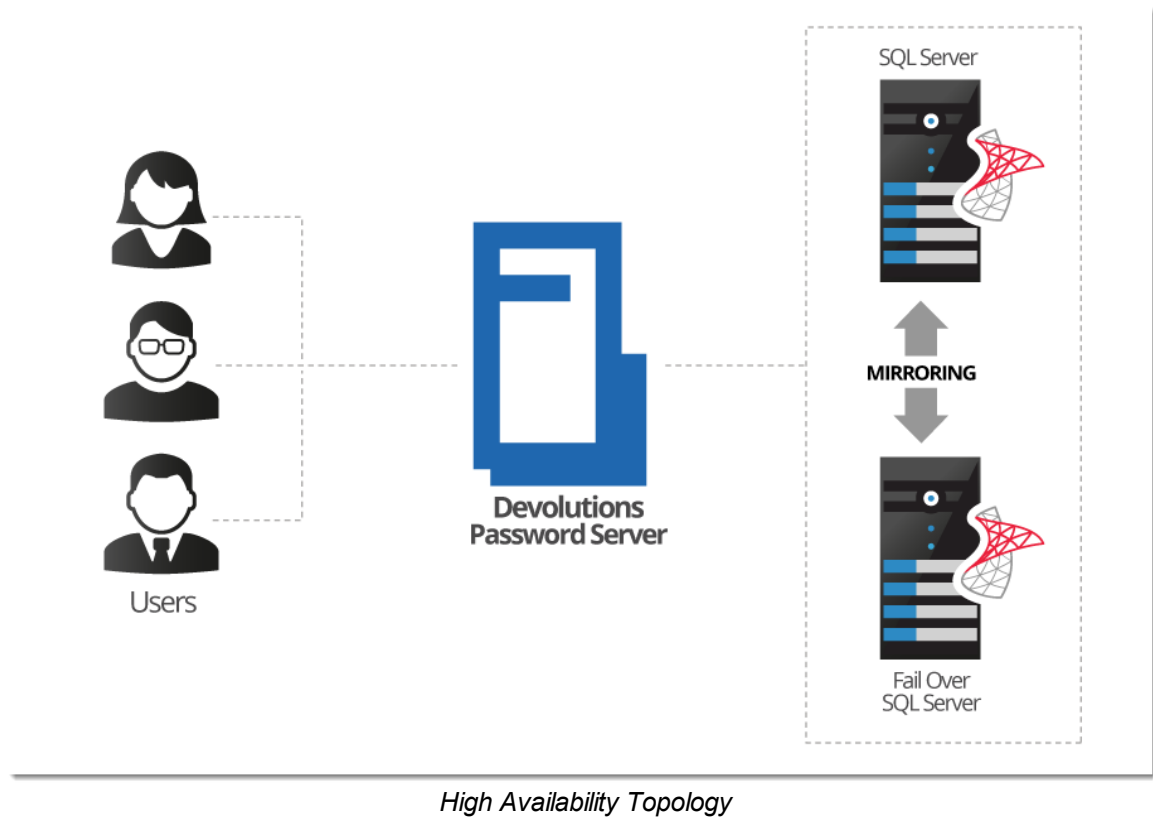 SQL Server
MIRRORING
Devolutions
Password Server
Users
Fail Over
SQL Server
High Availability Topology